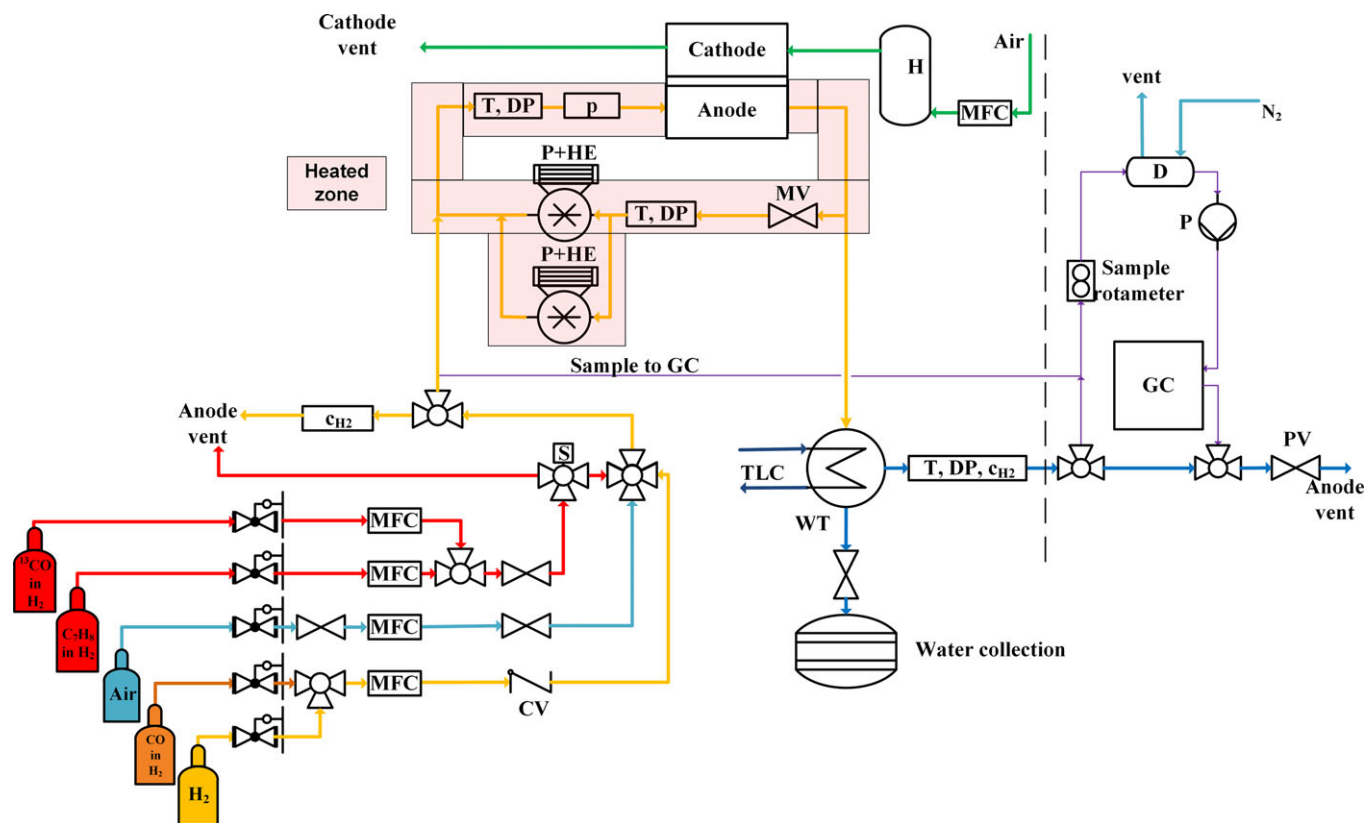 Cathode
vent
Cathode
H
Air
MFC
T, DP
p
Anode
vent
N₂
D
P
Heated
zone
P+HE
T, DP
MV
P+HE
Sample
rotameter
Sample to GC
GC
Anode
vent
cH2
S
TLC
WT
T, DP, cH2
PV
Anode
vent
¹³CO
in
H₂
MFC
C₇H₈
in H₂
MFC
Air
MFC
CO
in
H₂
MFC
CV
H₂
Water collection